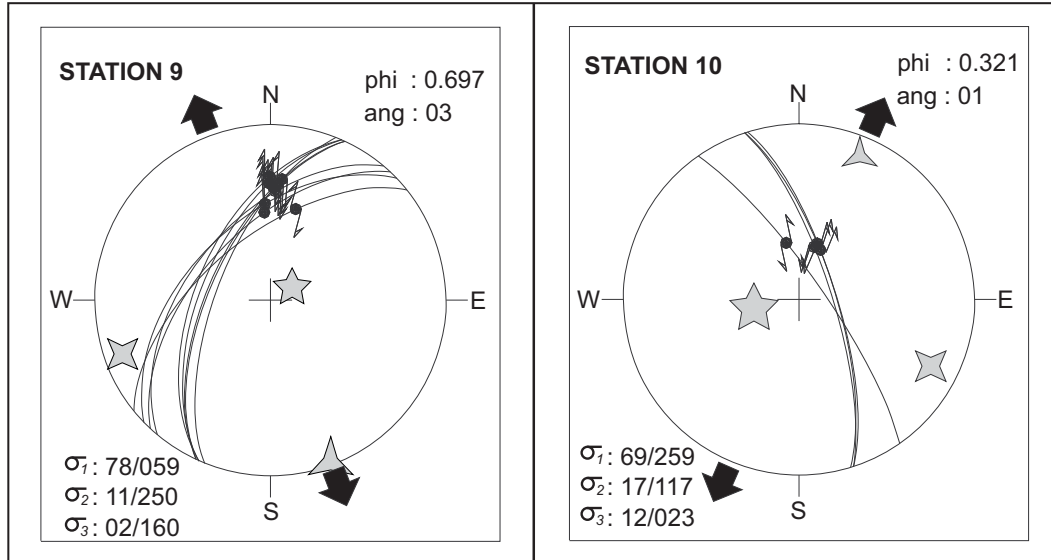 STATION 9
phi : 0.697
ang : 03
N
W
E
S
σ1 : 78/059
σ2 : 11/250
σ3 : 02/160
STATION 10
phi : 0.321
ang : 01
N
W
E
S
σ1 : 69/259
σ2 : 17/117
σ3 : 12/023